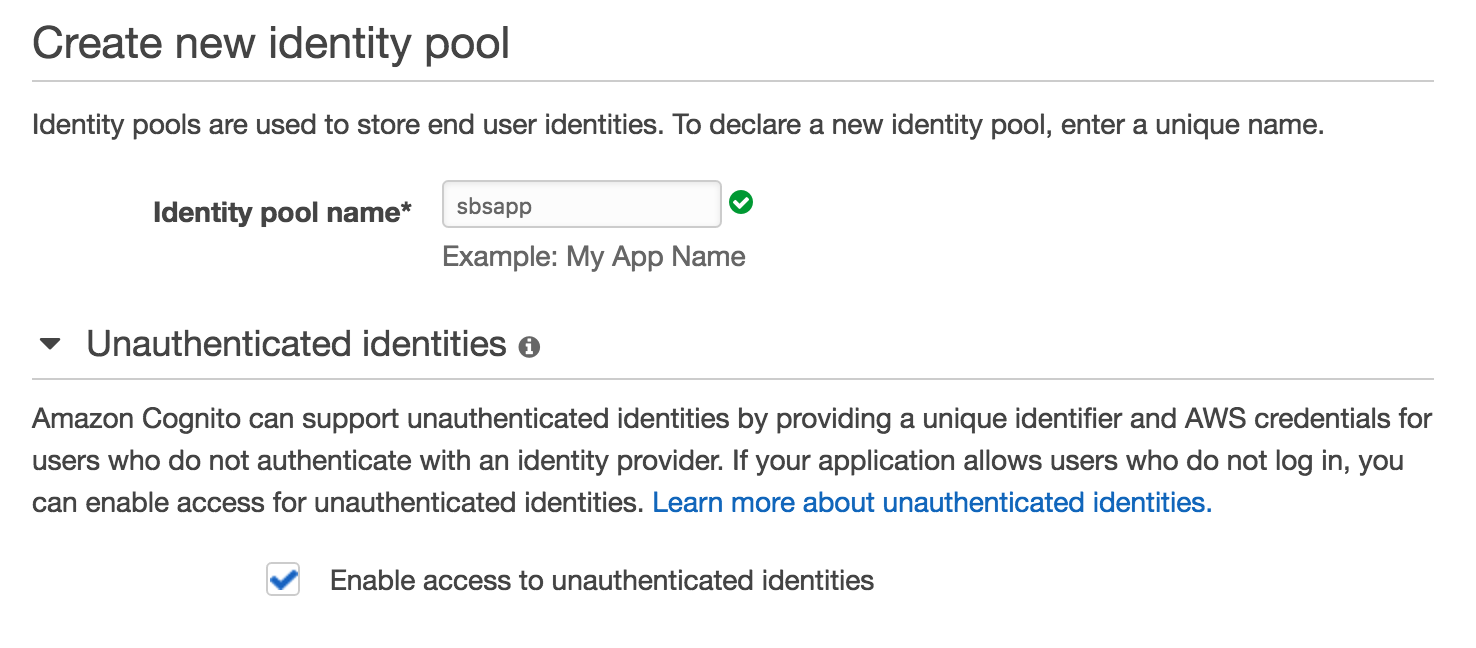 Create new identity pool
Identity pools are used to store end user identities. To declare a new identity pool, enter a unique name.
Identity pool name* sbsapp
Example: My App Name
Unauthenticated identities
Amazon Cognito can support unauthenticated identities by providing a unique identifier and AWS credentials for
users who do not authenticate with an identity provider. If your application allows users who do not log in, you
can enable access for unauthenticated identities. Learn more about unauthenticated identities.
Enable access to unauthenticated identities